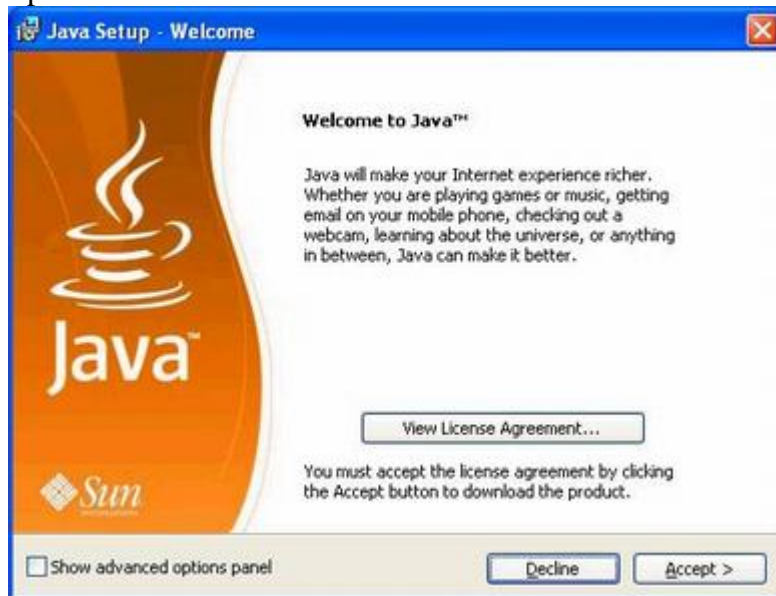 Java Setup - Welcome
Welcome to Java™
Java will make your Internet experience richer.
Whether you are playing games or music, getting
email on your mobile phone, checking out a
webcam, learning about the universe, or anything
in between, Java can make it better.
Java™
View License Agreement...
You must accept the license agreement by clicking
the Accept button to download the product.
Sun
Show advanced options panel
Decline
Accept >